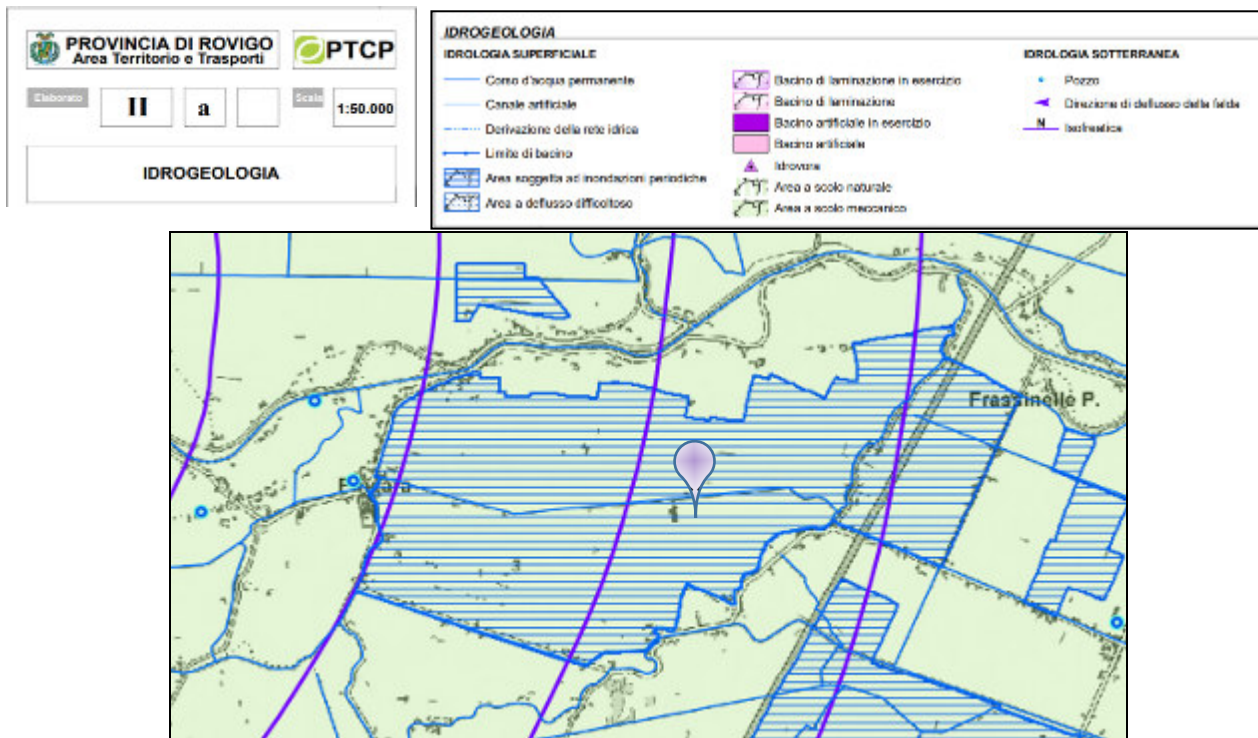 PROVINCIA DI ROVIGO
Area Territorio e Trasporti
PTCP
Elaborato
II
a
Scala
1:50.000
IDROGEOLOGIA
IDROGEOLOGIA
IDROLOGIA SUPERFICIALE
Corso d'acqua permanente
Canale artificiale
Derivazione della rete idrica
Limite di bacino
Area soggetta ad inondazioni periodiche
Area a deflusso difficoltoso
Bacino di laminazione in esercizio
Bacino di laminazione
Bacino artificiale in esercizio
Bacino artificiale
Idrovora
Area a scolo naturale
Area a scolo meccanico
IDROLOGIA SOTTERRANEA
Pozzo
Direzione di deflusso della falda
N
Isofreatica
Frassinelle P.